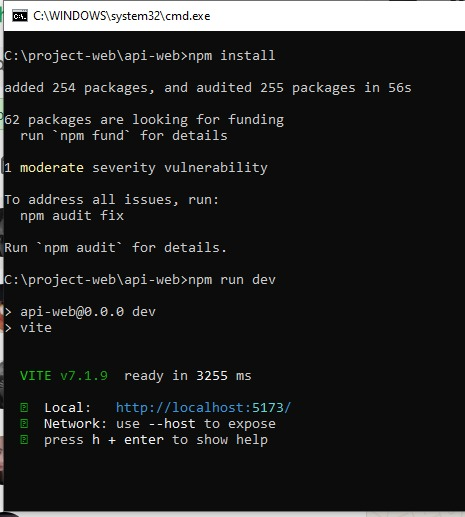 C:\WINDOWS\system32\cmd.exe
C:\project-web\api-web>npm install
added 254 packages, and audited 255 packages in 56s
62 packages are looking for funding
run `npm fund` for details
1 moderate severity vulnerability
To address all issues, run:
npm audit fix
Run `npm audit` for details.
C:\project-web\api-web>npm run dev
> api-web@0.0.0 dev
> vite
VITE v7.1.9 ready in 3255 ms
Local: http://localhost:5173/
Network: use --host to expose
press h + enter to show help